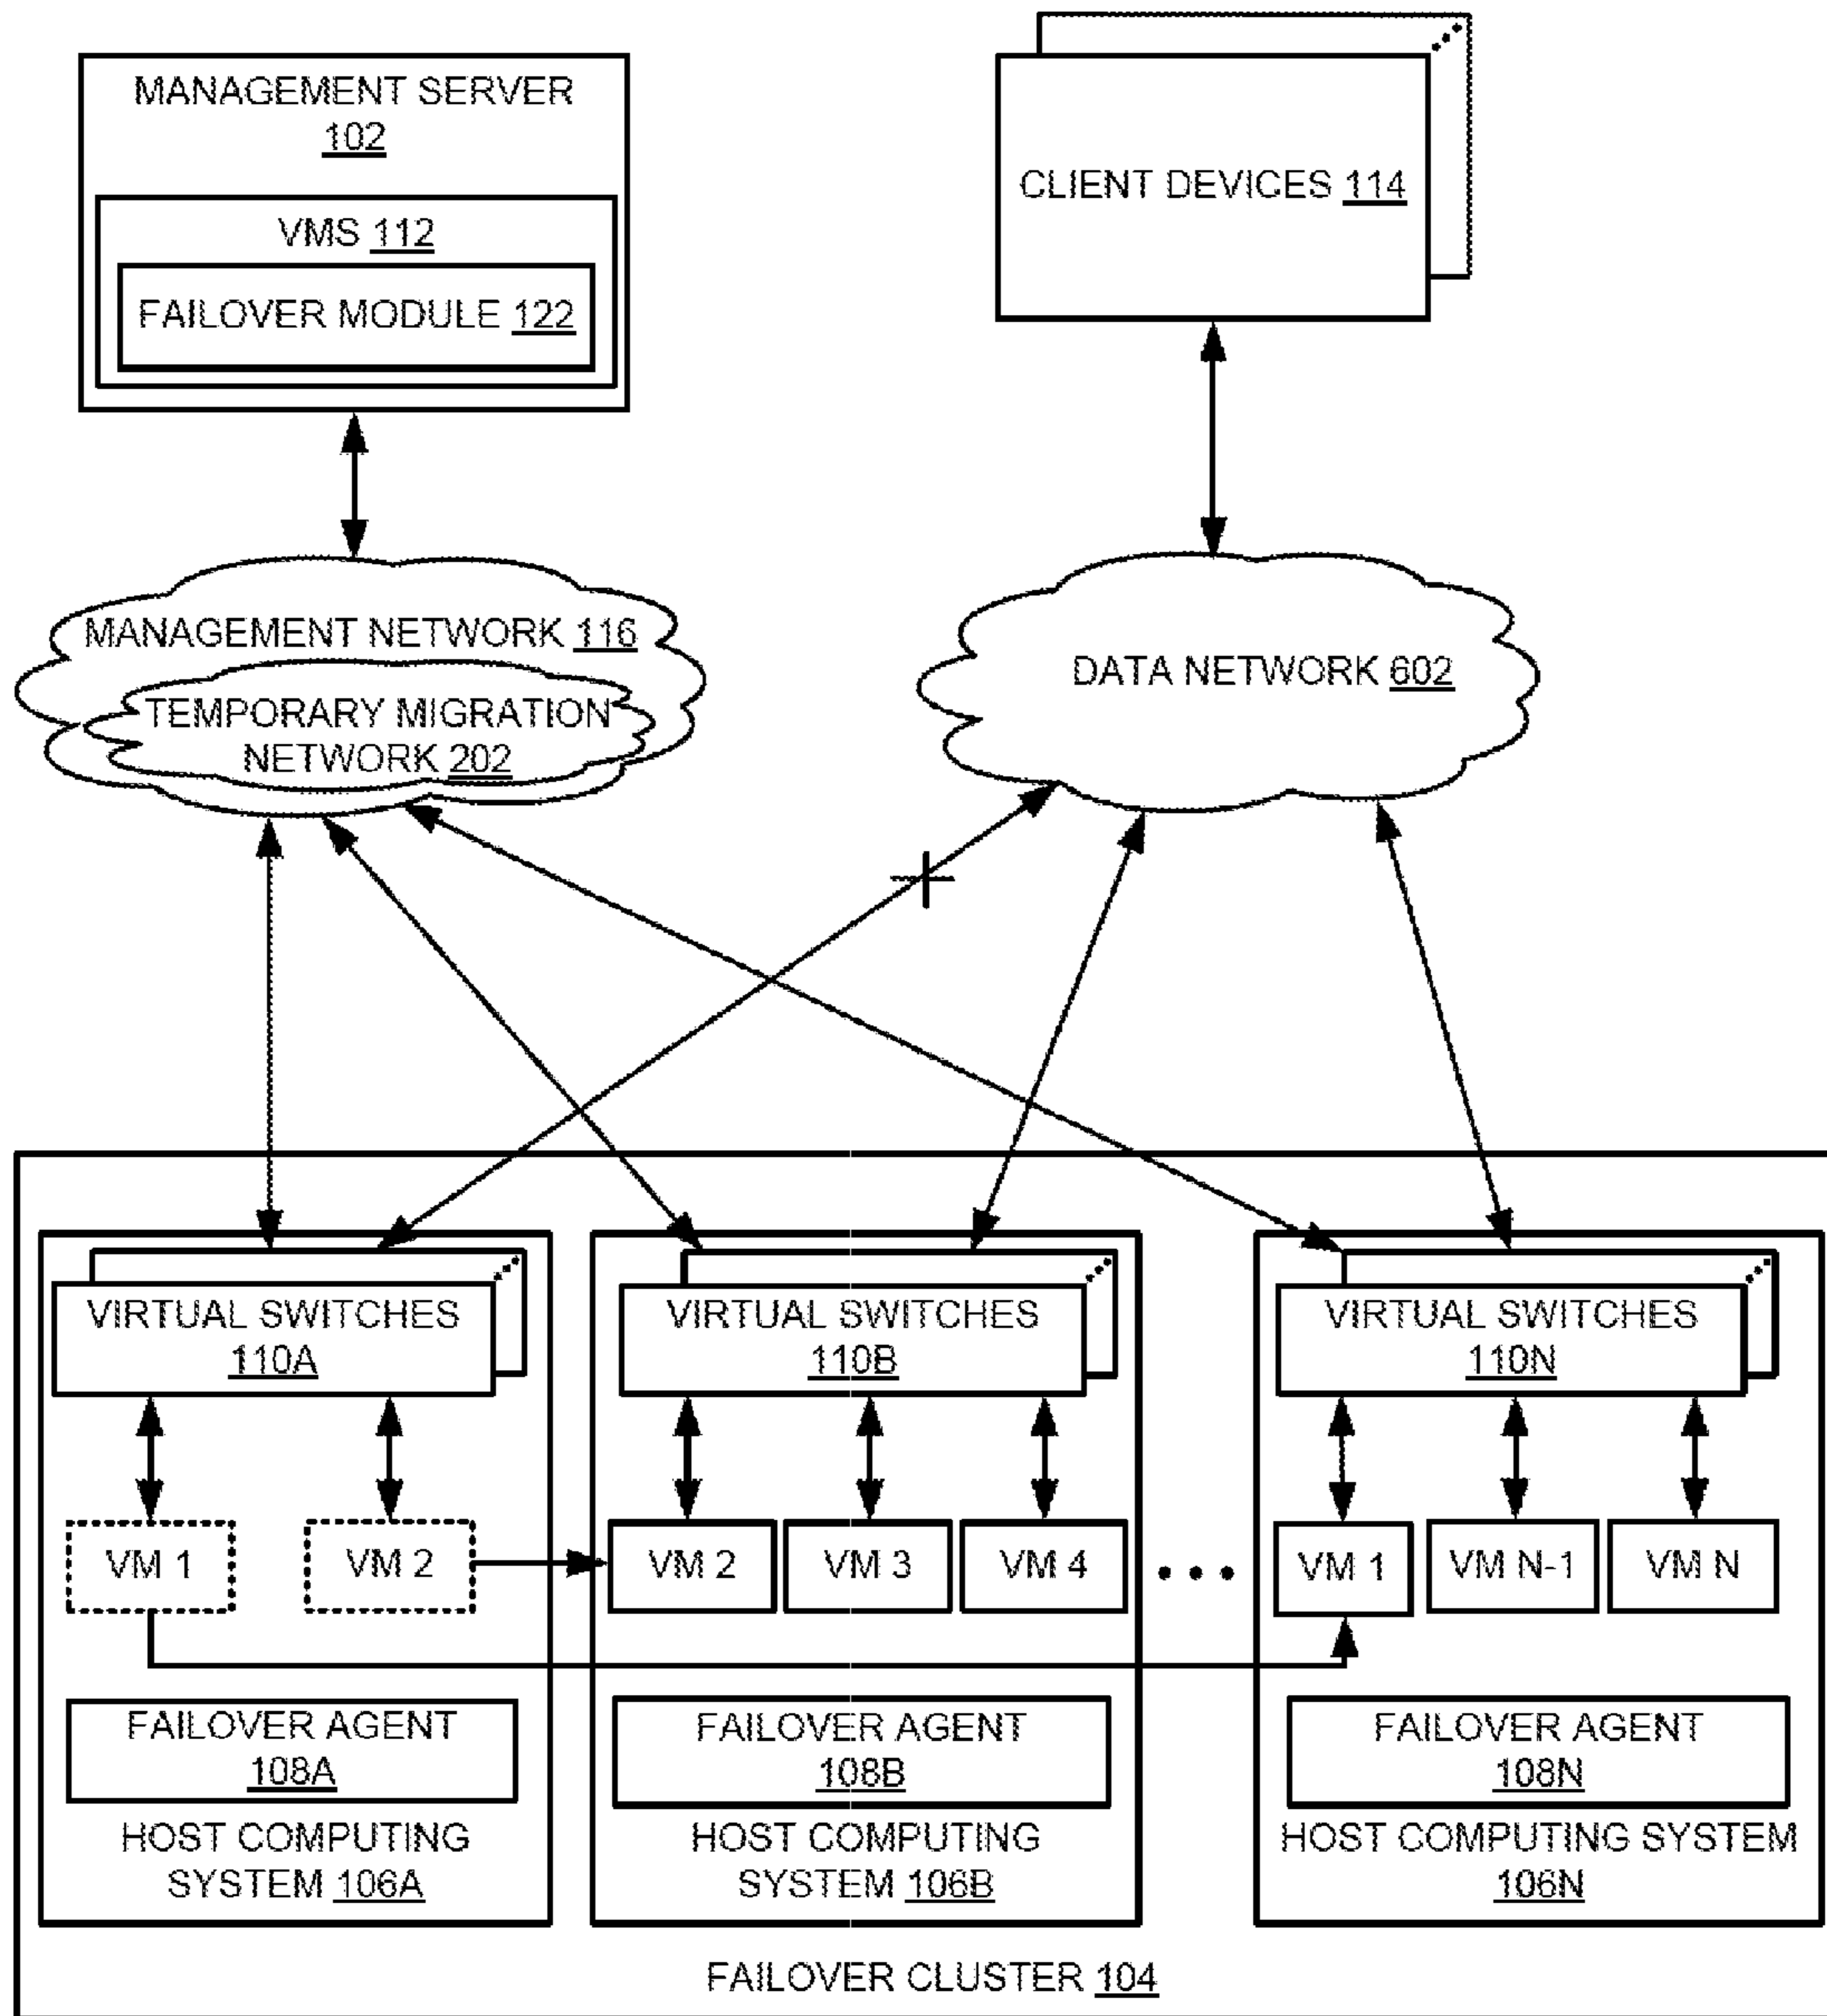 MANAGEMENT SERVER
102
VMS 112
FAILOVER MODULE 122
CLIENT DEVICES 114
MANAGEMENT NETWORK 116
TEMPORARY MIGRATION
NETWORK 202
DATA NETWORK 602
VIRTUAL SWITCHES
110A
VM 1
VM 2
FAILOVER AGENT
108A
HOST COMPUTING
SYSTEM 106A
VIRTUAL SWITCHES
110B
VM 2
VM 3
VM 4
FAILOVER AGENT
108B
HOST COMPUTING
SYSTEM 106B
VIRTUAL SWITCHES
110N
VM 1
VM N-1
VM N
FAILOVER AGENT
108N
HOST COMPUTING SYSTEM
106N
FAILOVER CLUSTER 104